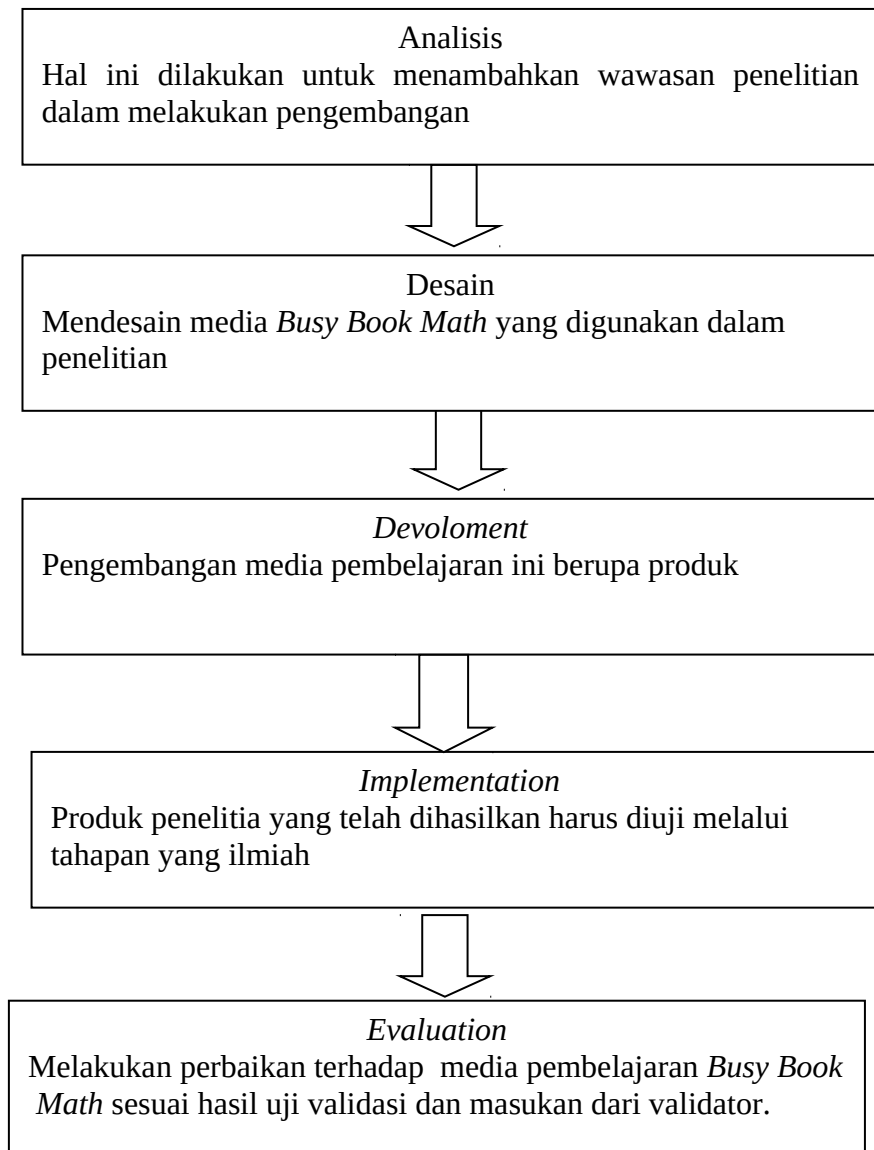 Analisis
Hal ini dilakukan untuk menambahkan wawasan penelitian
dalam melakukan pengembangan
Desain
Mendesain media Busy Book Math yang digunakan dalam
penelitian
Devoloment
Pengembangan media pembelajaran ini berupa produk
Implementation
Produk penelitia yang telah dihasilkan harus diuji melalui
tahapan yang ilmiah
Evaluation
Melakukan perbaikan terhadap media pembelajaran Busy Book
Math sesuai hasil uji validasi dan masukan dari validator.